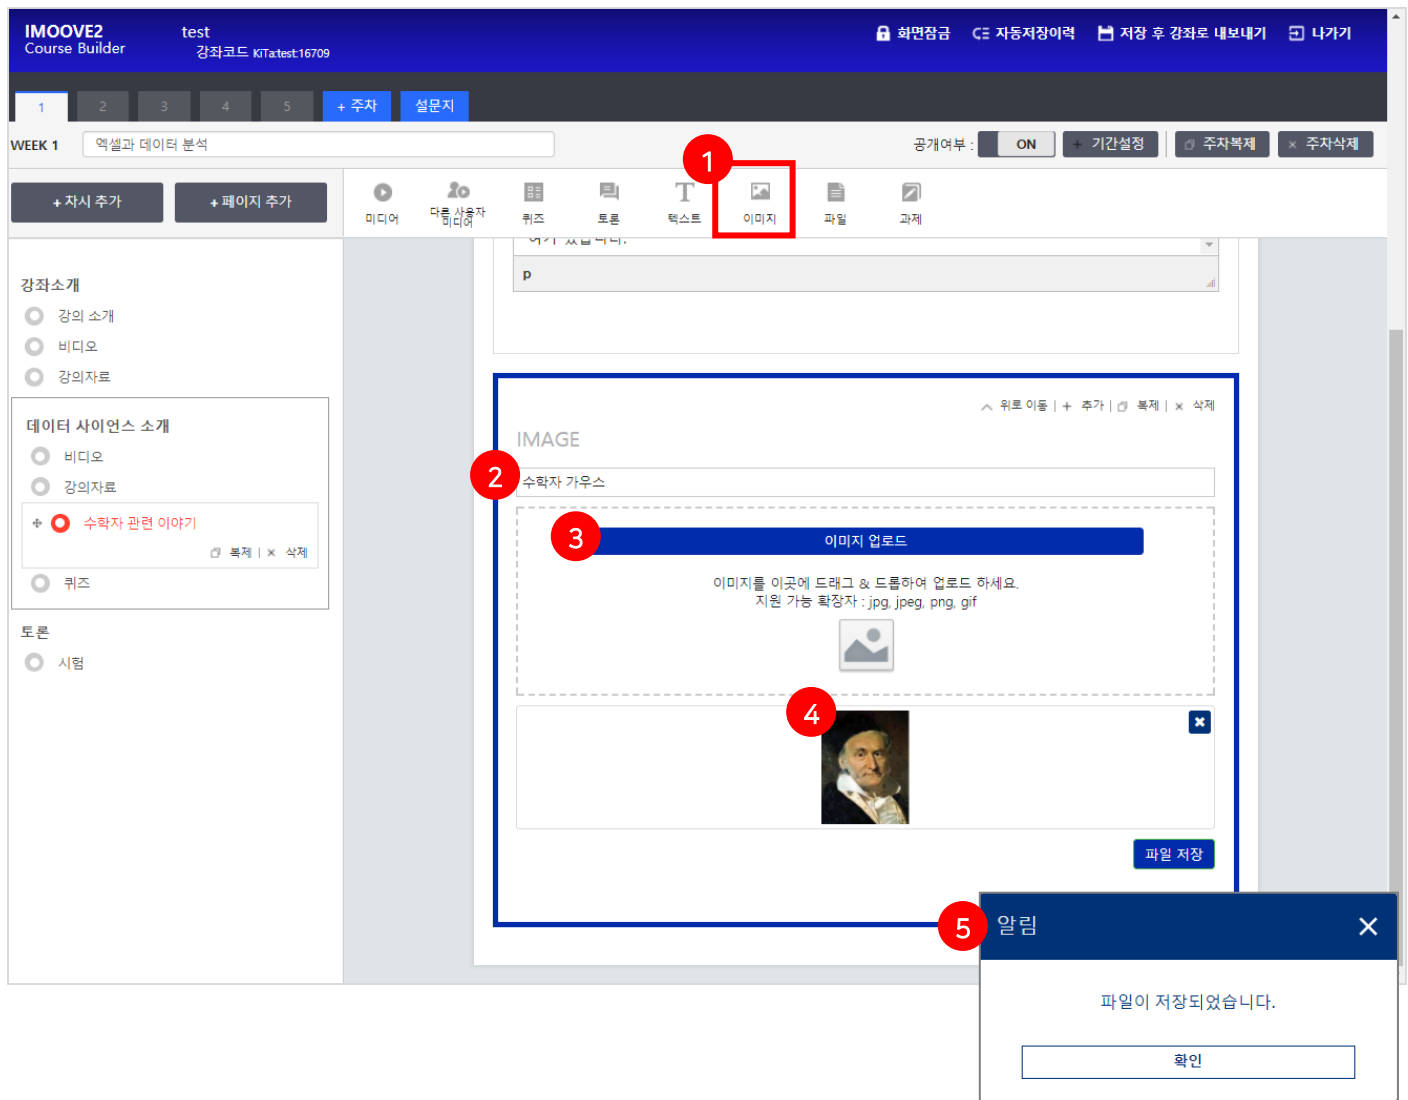 IMOOVE2
Course Builder
test
강좌코드 KiTa:test:16709
화면잠금
자동저장이력
저장 후 강좌로 내보내기
나가기
1
2
3
4
5
+ 주차
설문지
WEEK 1
엑셀과 데이터 분석
공개여부 :
ON
+ 기간설정
주차복제
× 주차삭제
+ 차시 추가
+ 페이지 추가
미디어
다른 사용자
미디어
퀴즈
토론
텍스트
이미지
파일
과제
1
p
강좌소개
강의 소개
비디오
강의자료
데이터 사이언스 소개
비디오
강의자료
수학자 관련 이야기
복제 | × 삭제
퀴즈
토론
시험
위로 이동 | + 추가 | 복제 | × 삭제
IMAGE
2
수학자 가우스
3
이미지 업로드
이미지를 이곳에 드래그 & 드롭하여 업로드 하세요.
지원 가능 확장자 : jpg, jpeg, png, gif
4
파일 저장
5
알림
파일이 저장되었습니다.
확인